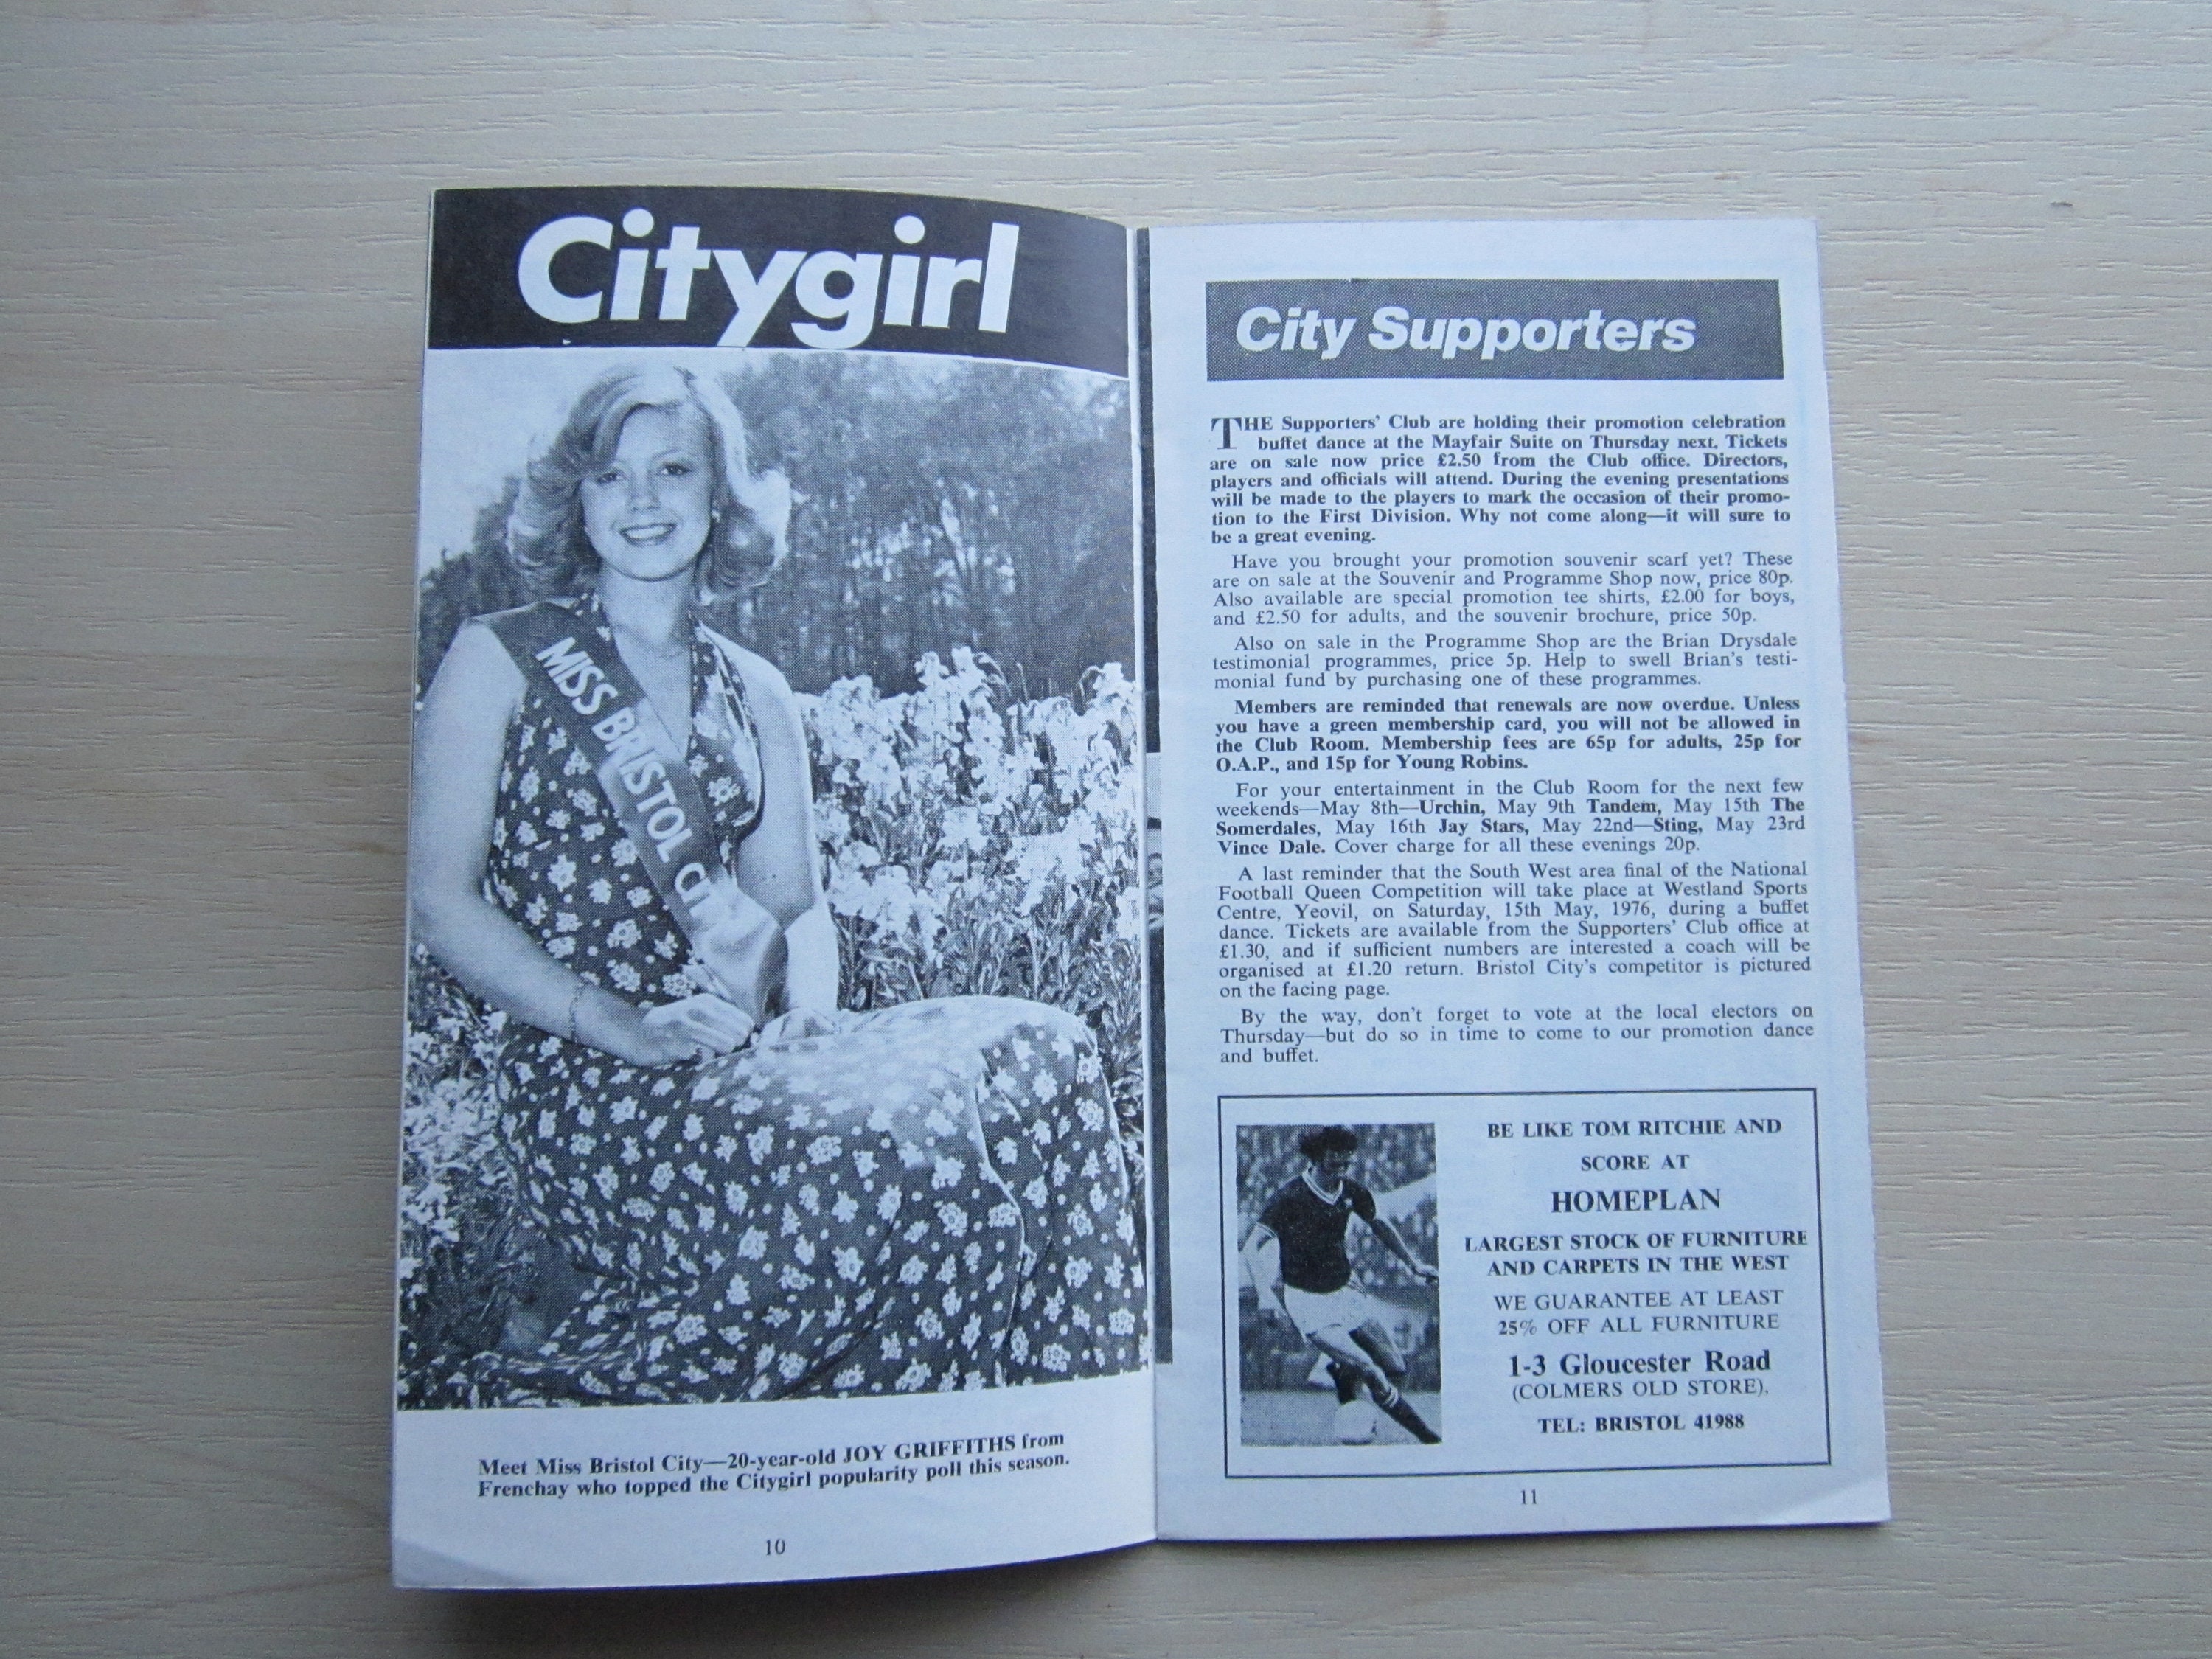 Citygirl
MISS BRISTOL CI
Meet Miss Bristol City—20-year-old JOY GRIFFITHS from
Frenchay who topped the Citygirl popularity poll this season.
10
City Supporters
THE Supporters' Club are holding their promotion celebration
buffet dance at the Mayfair Suite on Thursday next. Tickets
are on sale now price £2.50 from the Club office. Directors,
players and officials will attend. During the evening presentations
will be made to the players to mark the occasion of their promo-
tion to the First Division. Why not come along—it will sure to
be a great evening.
Have you brought your promotion souvenir scarf yet? These
are on sale at the Souvenir and Programme Shop now, price 80p.
Also available are special promotion tee shirts, £2.00 for boys,
and £2.50 for adults, and the souvenir brochure, price 50p.
Also on sale in the Programme Shop are the Brian Drysdale
testimonial programmes, price 5p. Help to swell Brian's testi-
monial fund by purchasing one of these programmes.
Members are reminded that renewals are now overdue. Unless
you have a green membership card, you will not be allowed in
the Club Room. Membership fees are 65p for adults, 25p for
O.A.P., and 15p for Young Robins.
For your entertainment in the Club Room for the next few
weekends—May 8th—Urchin, May 9th Tandem, May 15th The
Somerdales, May 16th Jay Stars, May 22nd—Sting, May 23rd
Vince Dale. Cover charge for all these evenings 20p.
A last reminder that the South West area final of the National
Football Queen Competition will take place at Westland Sports
Centre, Yeovil, on Saturday, 15th May, 1976, during a buffet
dance. Tickets are available from the Supporters' Club office at
£1.30, and if sufficient numbers are interested a coach will be
organised at £1.20 return. Bristol City's competitor is pictured
on the facing page.
By the way, don't forget to vote at the local electors on
Thursday—but do so in time to come to our promotion dance
and buffet.
BE LIKE TOM RITCHIE AND
SCORE AT
HOMEPLAN
LARGEST STOCK OF FURNITURE
AND CARPETS IN THE WEST
WE GUARANTEE AT LEAST
25% OFF ALL FURNITURE
1-3 Gloucester Road
(COLMERS OLD STORE),
TEL: BRISTOL 41988
11